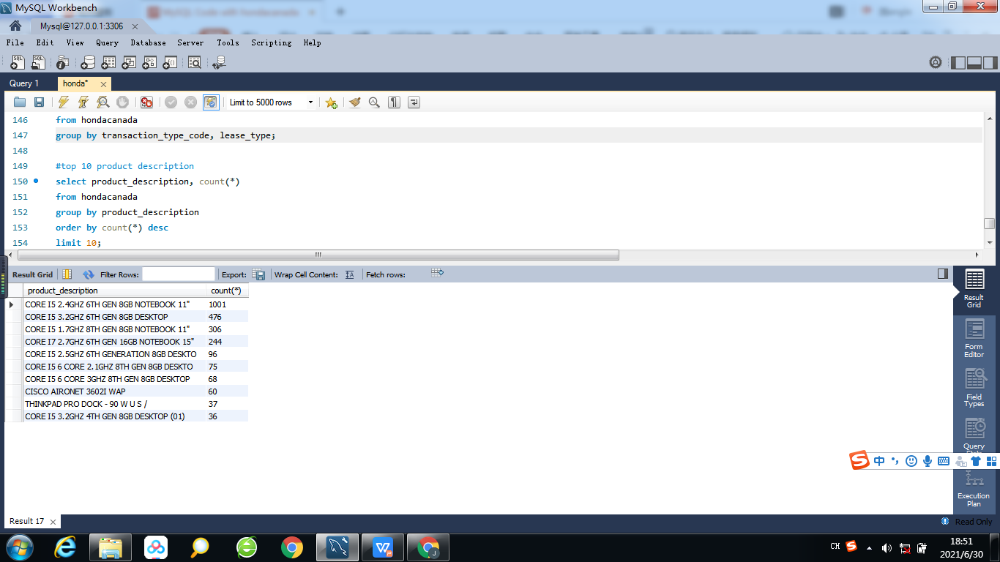 MySQL Workbench
Mysql@127.0.0.1:3306
File Edit View Query Database Server Tools Scripting Help
Query 1 honda*
Limit to 5000 rows
146 from hondacanada
147 group by transaction_type_code, lease_type;
148
149 #top 10 product description
150 select product_description, count(*)
151 from hondacanada
152 group by product_description
153 order by count(*) desc
154 limit 10;
Result Grid Filter Rows: Export: Wrap Cell Content: Fetch rows:
product_description count(*)
CORE I5 2.4GHZ 6TH GEN 8GB NOTEBOOK 11" 1001
CORE I5 3.2GHZ 6TH GEN 8GB DESKTOP 476
CORE I5 1.7GHZ 8TH GEN 8GB NOTEBOOK 11" 306
CORE I7 2.7GHZ 6TH GEN 16GB NOTEBOOK 15" 244
CORE I5 2.5GHZ 6TH GENERATION 8GB DESKTO 96
CORE I5 6 CORE 2.1GHZ 8TH GEN 8GB DESKTO 75
CORE I5 6 CORE 3GHZ 8TH GEN 8GB DESKTOP 68
CISCO AIRONET 3602I WAP 60
THINKPAD PRO DOCK - 90 W U S / 37
CORE I5 3.2GHZ 4TH GEN 8GB DESKTOP (01) 36
Result
Grid
Form
Editor
Field
Types
Query
中
Execution
Plan
Result 17
Read Only
CH
18:51
2021/6/30